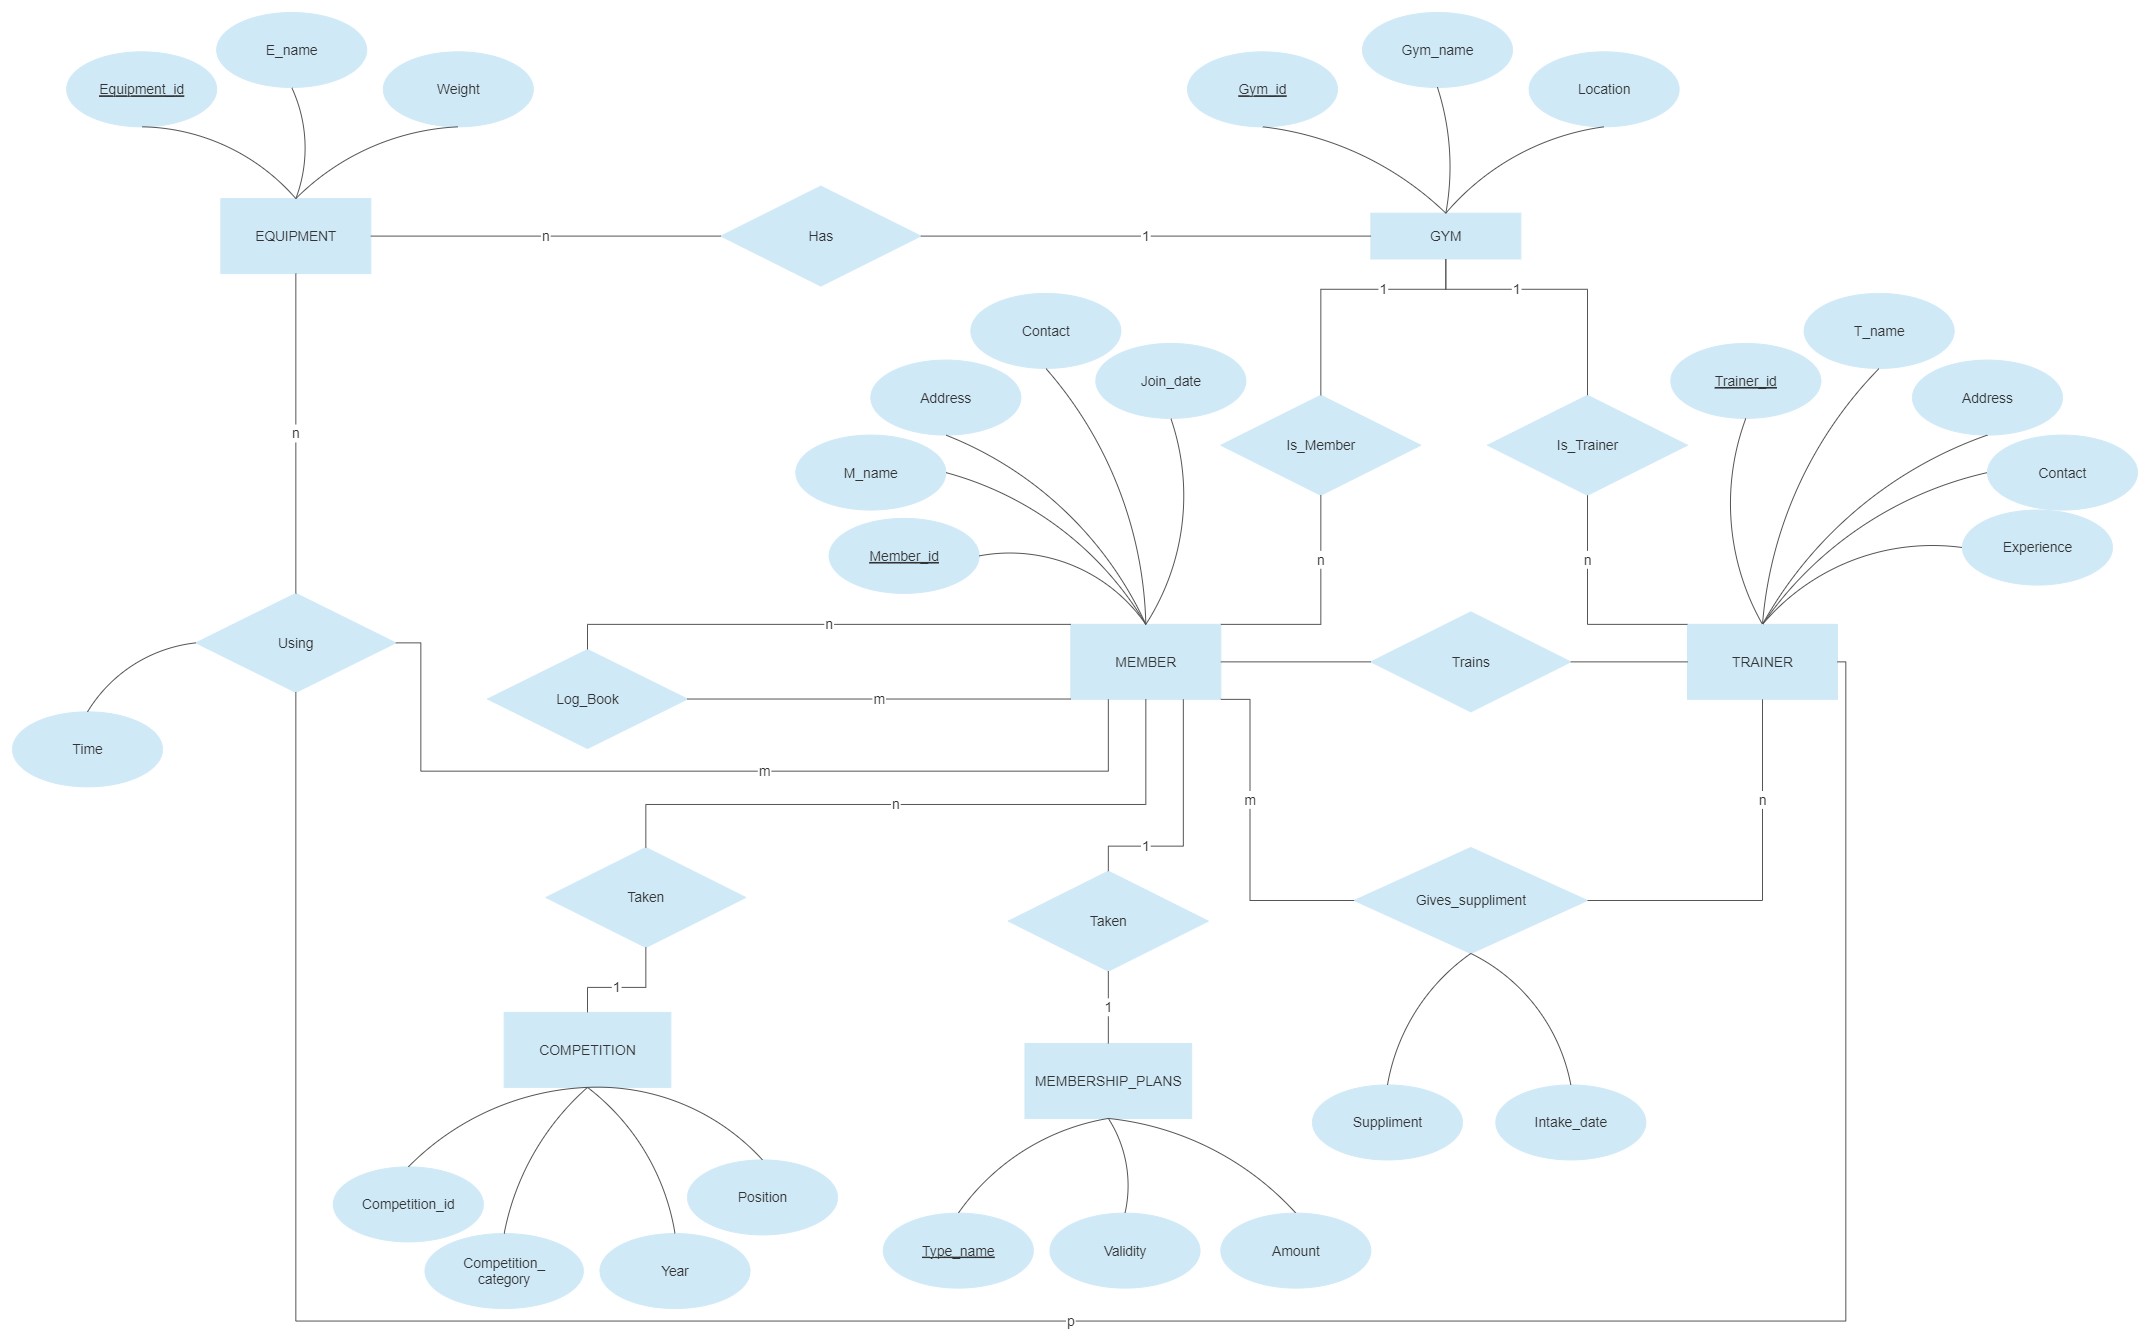 E_name
Gym_name
Equipment_id
Weight
Gym_id
Location
EQUIPMENT
n
Has
1
GYM
1
1
Contact
T_name
Join_date
Trainer_id
Address
Address
n
Is_Member
Is_Trainer
M_name
Contact
Experience
Member_id
n
n
n
Using
MEMBER
Trains
TRAINER
Log_Book
m
Time
m
n
m
n
1
Taken
Gives_suppliment
Taken
1
1
COMPETITION
MEMBERSHIP_PLANS
Suppliment
Intake_date
Position
Competition_id
Type_name
Validity
Amount
Competition_
category
Year
p